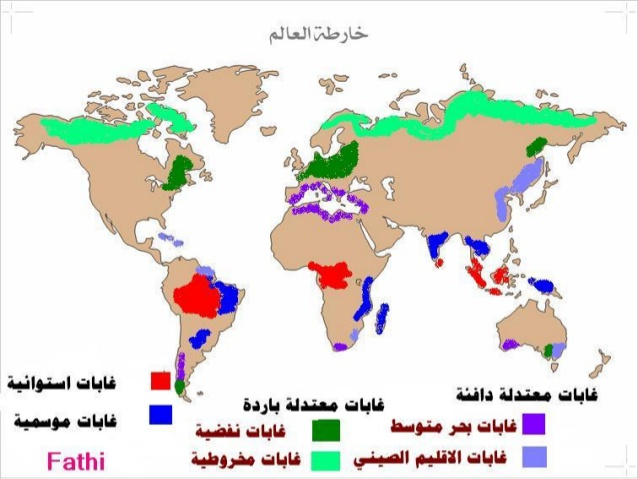 خارطة العالم
غابات معتدلة دافئة
غابات بحر متوسط
غابات الاقليم الصيني
غابات معتدلة باردة
غابات نفضية
غابات مخروطية
غابات استوائية
غابات موسمية
Fathi